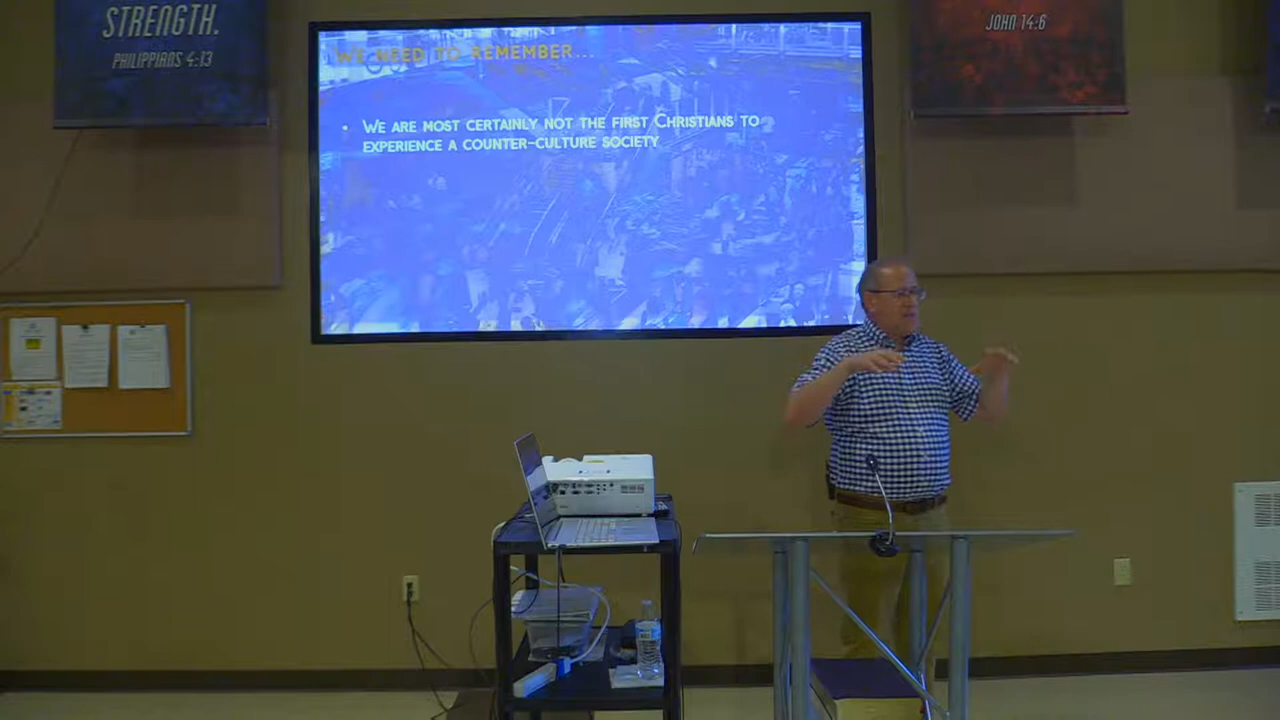 STRENGTH.
PHILIPPIANS 4:13
JOHN 14:6
WE NEED TO REMEMBER...
• WE ARE MOST CERTAINLY NOT THE FIRST CHRISTIANS TO
EXPERIENCE A COUNTER-CULTURE SOCIETY